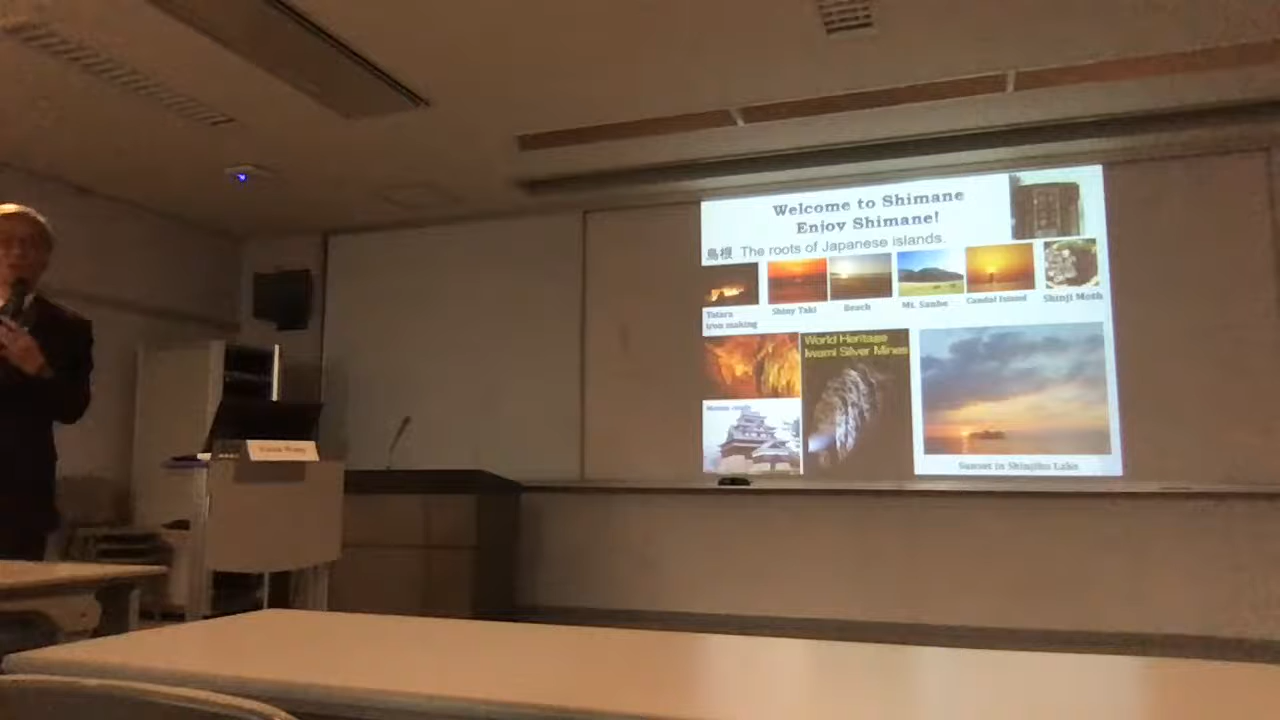 Welcome to Shimane
Enjoy Shimane!
島根 The roots of Japanese islands.
Tatara
iron making
Shiny Taki
Beach
Mt. Sanbe
Candol Island
Shinji Moth
World Heritage
Iwami Silver Mines
Sunset in Shinjiko Lake